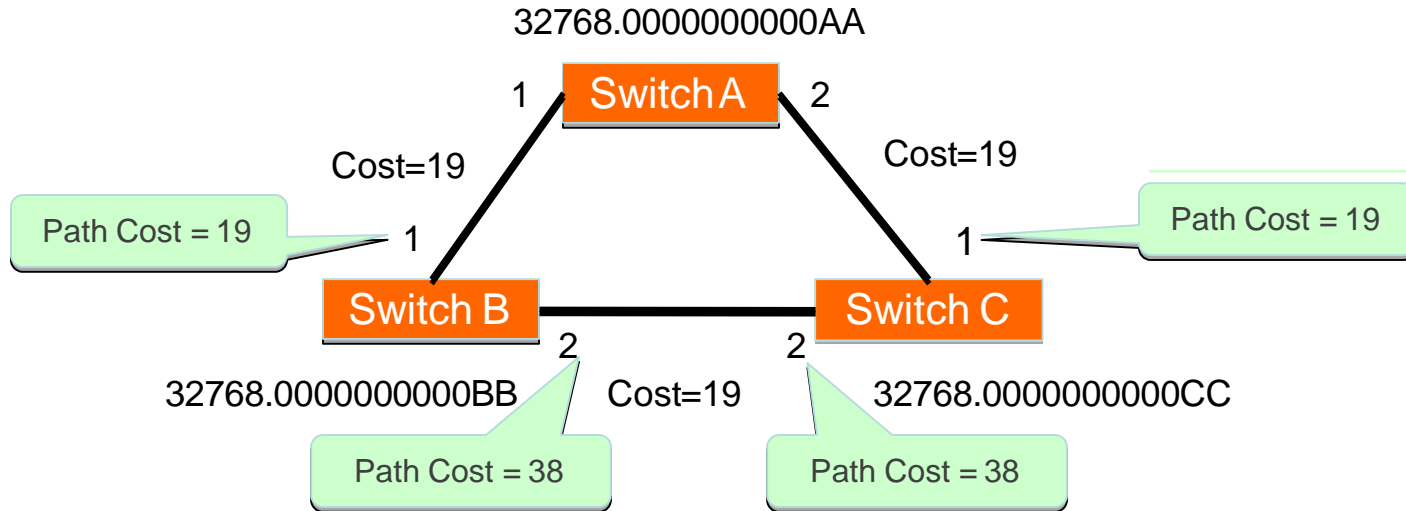 32768.0000000000AA
1
Switch A
2
Cost=19
Cost=19
Path Cost = 19
1
1
Path Cost = 19
Switch B
Switch C
2
2
32768.0000000000BB
Cost=19
32768.0000000000CC
Path Cost = 38
Path Cost = 38